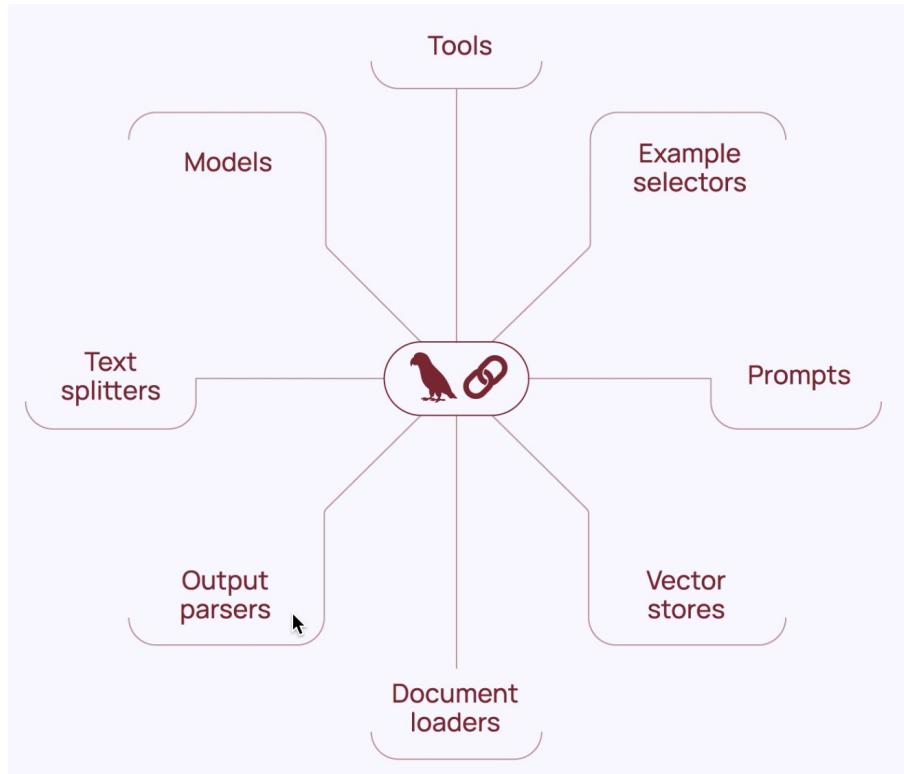 Tools
Models
Example
selectors
Text
splitters
Prompts
Output
parsers
Vector
stores
Document
loaders